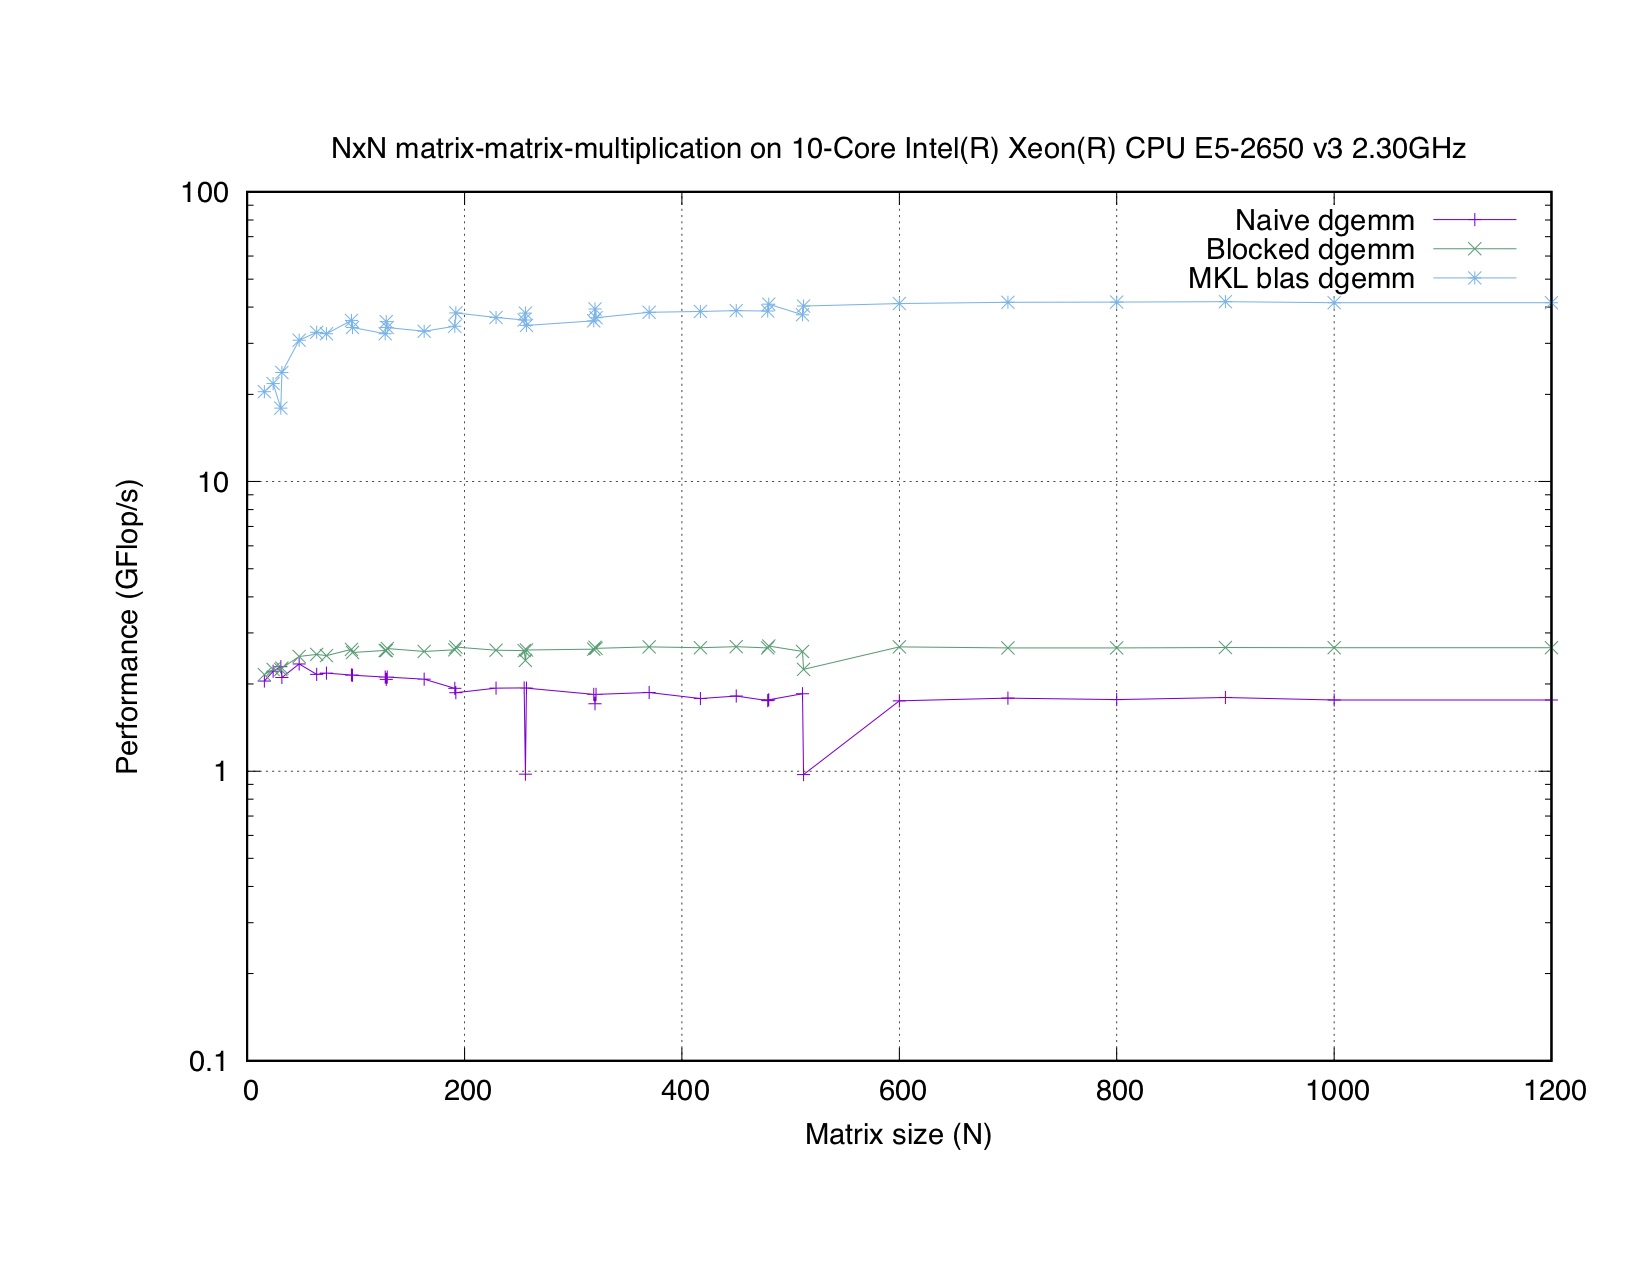 NxN matrix-matrix-multiplication on 10-Core Intel(R) Xeon(R) CPU E5-2650 v3 2.30GHz
100
10
1
0.1
Performance (GFlop/s)
Naive dgemm
Blocked dgemm
MKL blas dgemm
0 200 400 600 800 1000 1200
Matrix size (N)